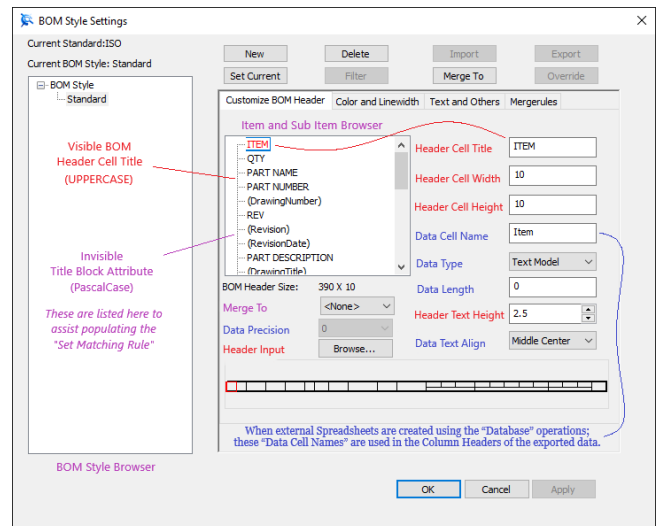 BOM Style Settings
Current Standard:ISO
Current BOM Style: Standard
New
Delete
Import
Export
Set Current
Filter
Merge To
Override
BOM Style
Standard
Customize BOM Header
Color and Linewidth
Text and Others
Mergerules
Item and Sub Item Browser
ITEM
QTY
PART NAME
PART NUMBER
(DrawingNumber)
REV
(Revision)
(RevisionDate)
PART DESCRIPTION
(DrawingTitle)
Visible BOM
Header Cell Title
(UPPERCASE)
Invisible
Title Block Attribute
(PascalCase)
These are listed here to
assist populating the
"Set Matching Rule"
Header Cell Title
ITEM
Header Cell Width
10
Header Cell Height
10
Data Cell Name
Item
Data Type
Text Model
Data Length
0
Header Text Height
2.5
Data Text Align
Middle Center
BOM Header Size:
390 X 10
Merge To
<None>
Data Precision
0
Header Input
Browse...
When external Spreadsheets are created using the “Database” operations;
these “Data Cell Names” are used in the Column Headers of the exported data.
BOM Style Browser
OK
Cancel
Apply